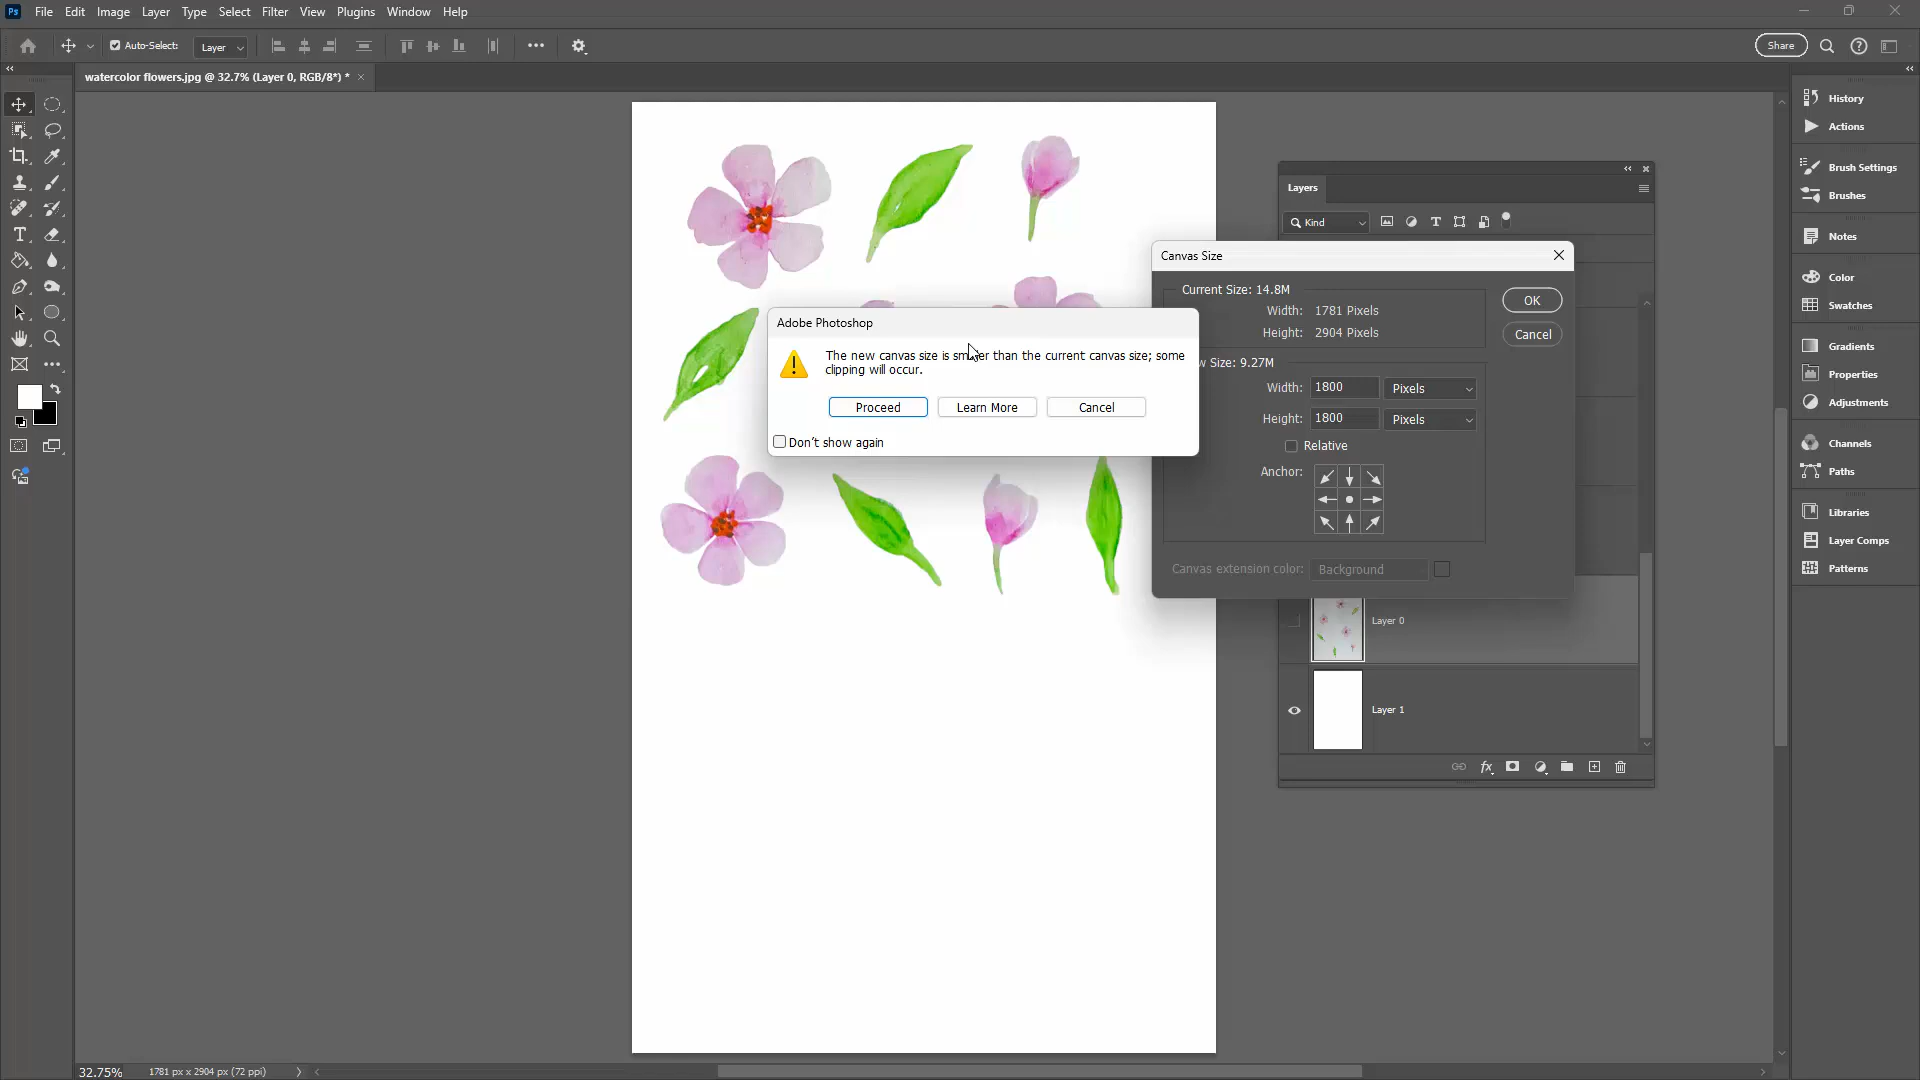 Ps File Edit Image Layer Type Select Filter View Plugins Window Help
Auto-Select: Layer Share
watercolor flowers.jpg @ 32.7% (Layer 0, RGB/8*) *
History
Actions
Brush Settings
Brushes
Notes
Color
Swatches
Gradients
Properties
Adjustments
Channels
Paths
Libraries
Layer Comps
Patterns
Layers
Kind
Canvas Size
Current Size: 14.8M
Width: 1781 Pixels
Height: 2904 Pixels
OK
Cancel
Size: 9.27M
Width: 1800 Pixels
Height: 1800 Pixels
Relative
Anchor:
Canvas extension color: Background
Adobe Photoshop
The new canvas size is smaller than the current canvas size; some
clipping will occur.
Proceed Learn More Cancel
Don't show again
Layer 0
Layer 1
fx
32.75% 1781 px x 2904 px (72 ppi)